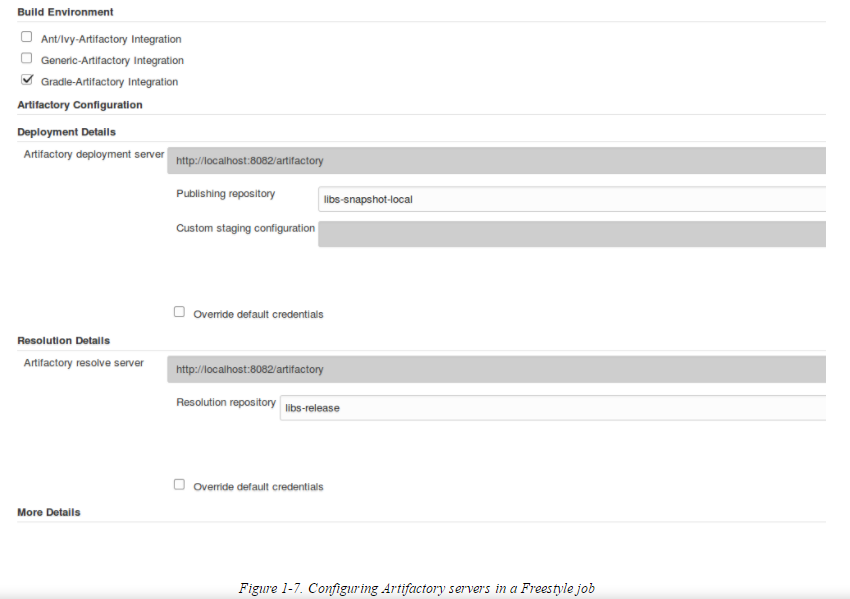 Build Environment
Ant/Ivy-Artifactory Integration
Generic-Artifactory Integration
Gradle-Artifactory Integration
Artifactory Configuration
Deployment Details
Artifactory deployment server http://localhost:8082/artifactory
Publishing repository libs-snapshot-local
Custom staging configuration
Override default credentials
Resolution Details
Artifactory resolve server http://localhost:8082/artifactory
Resolution repository libs-release
Override default credentials
More Details
Figure 1-7. Configuring Artifactory servers in a Freestyle job